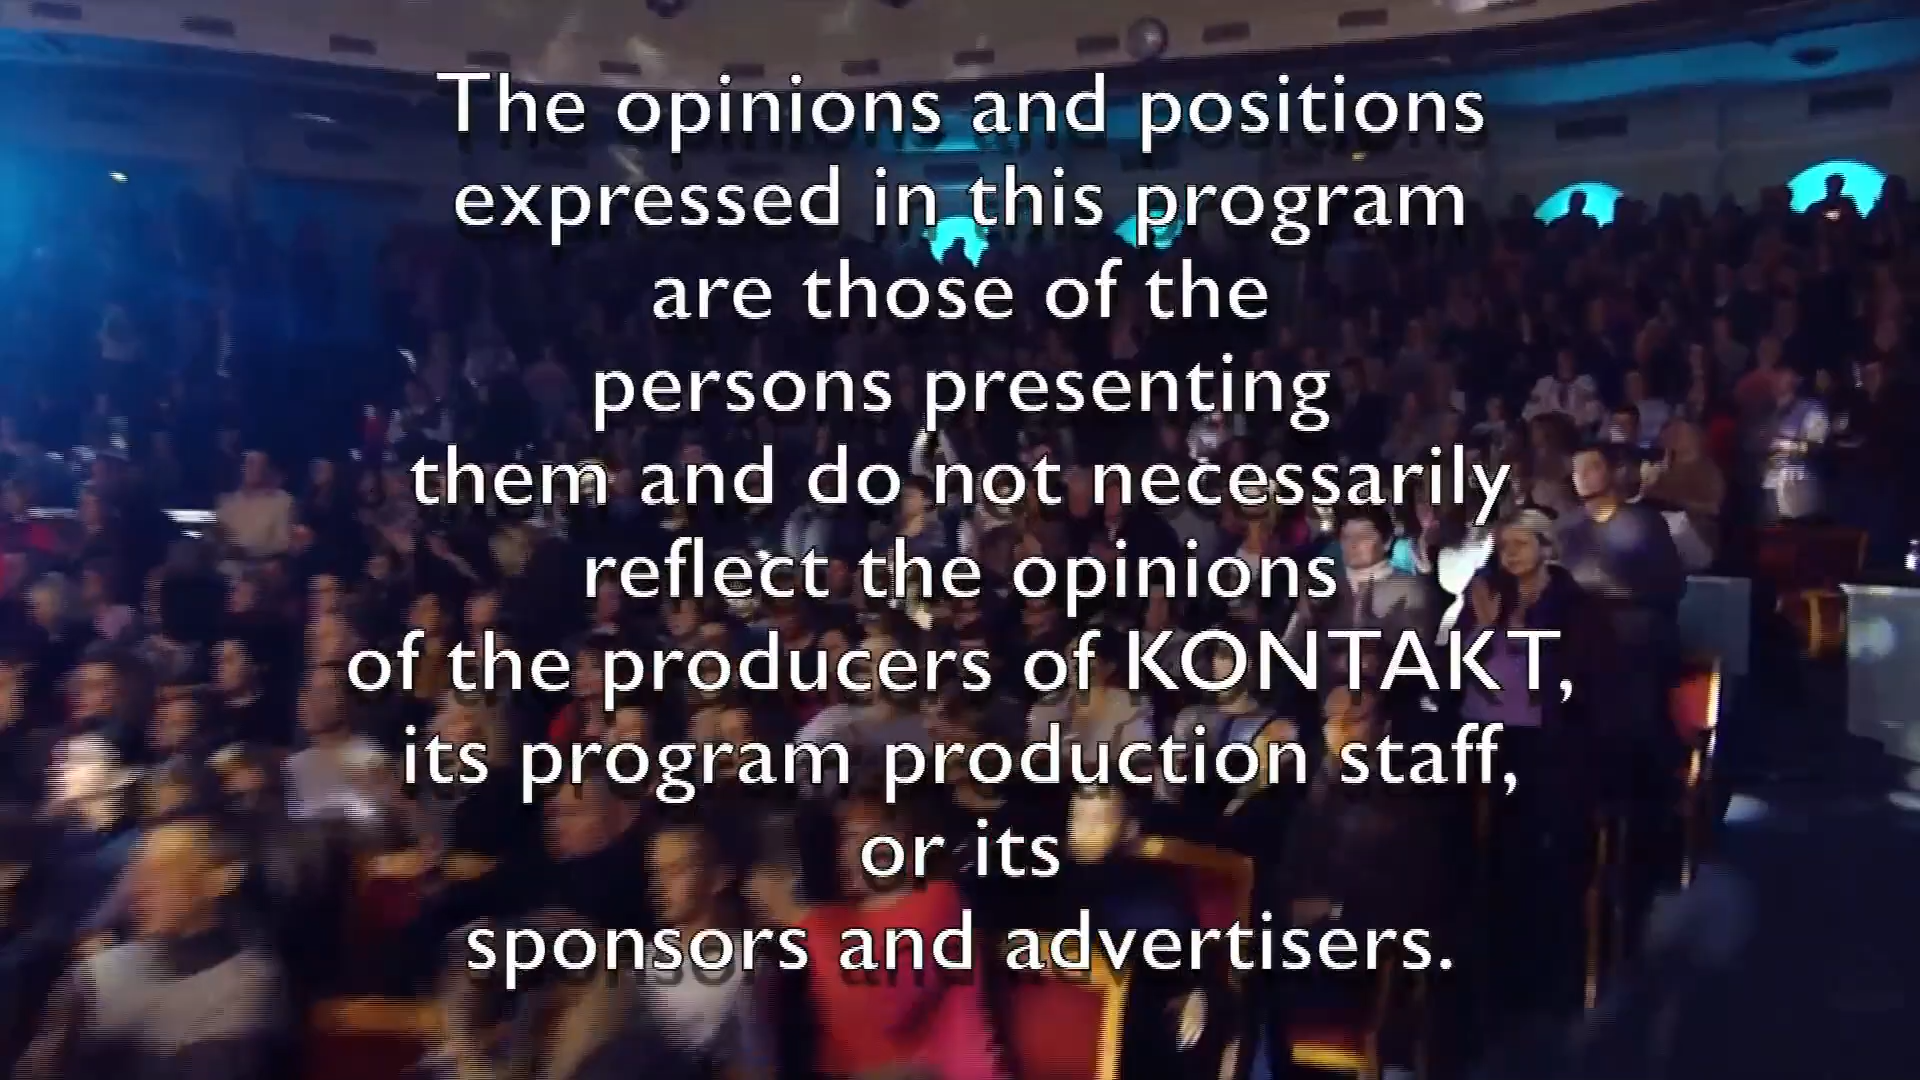 The opinions and positions
expressed in this program
are those of the
persons presenting
them and do not necessarily
reflect the opinions
of the producers of KONTAKT,
its program production staff,
or its
sponsors and advertisers.